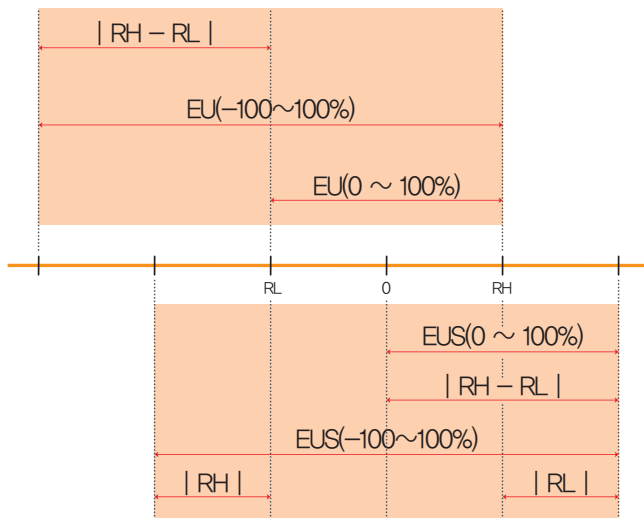 | RH – RL |
EU(–100～100%)
EU(0 ～ 100%)
RL 0 RH
EUS(0 ～ 100%)
| RH – RL |
EUS(–100～100%)
| RH | | RL |